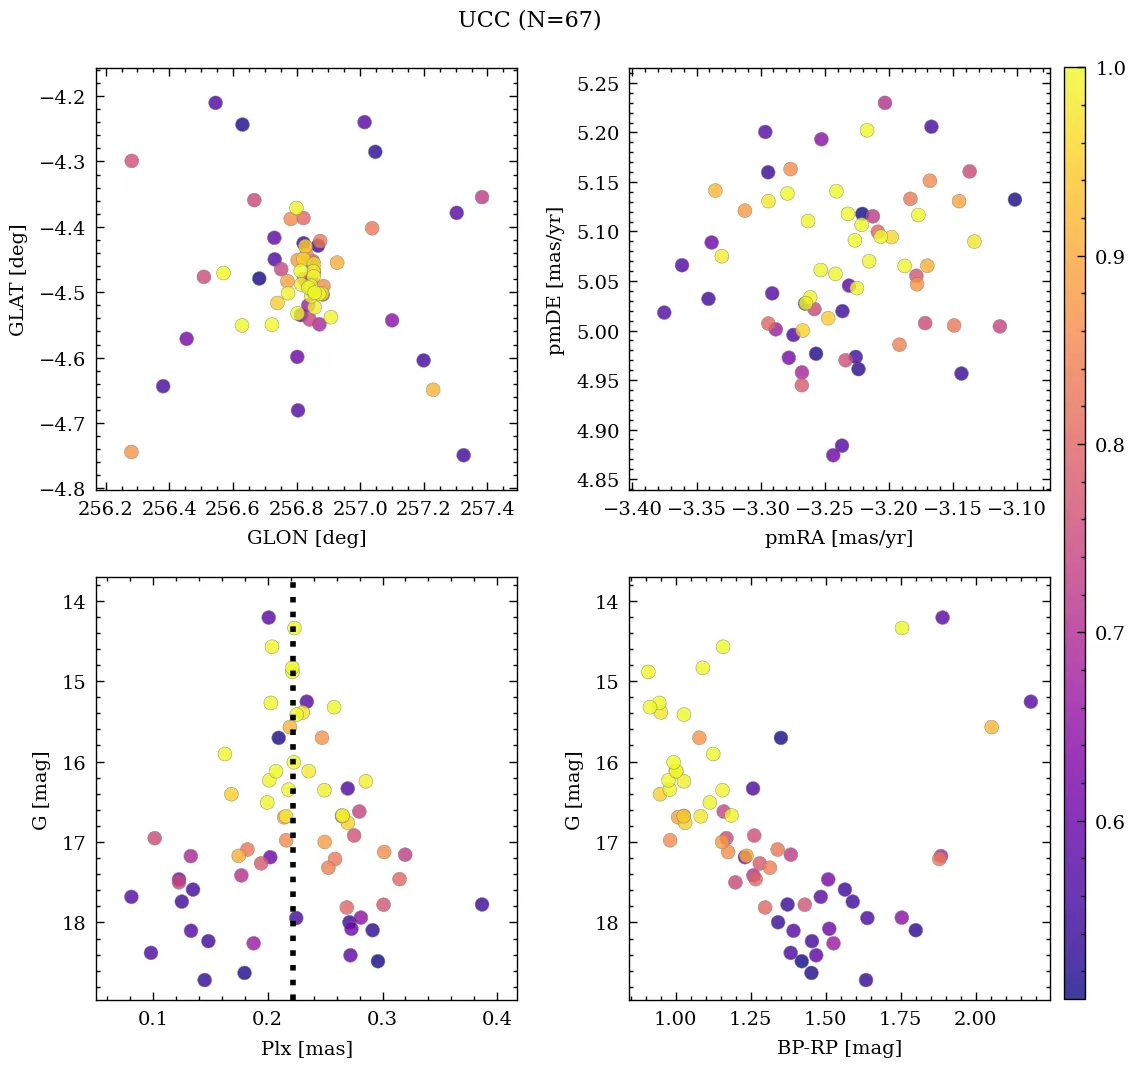 UCC (N=67)
−4.2
−4.3
−4.4
−4.5
−4.6
−4.7
−4.8
GLAT [deg]
256.2 256.4 256.6 256.8 257.0 257.2 257.4
GLON [deg]
5.25
5.20
5.15
5.10
5.05
5.00
4.95
4.90
4.85
pmDE [mas/yr]
−3.40 −3.35 −3.30 −3.25 −3.20 −3.15 −3.10
pmRA [mas/yr]
1.0
0.9
0.8
0.7
0.6
14
15
16
17
18
G [mag]
0.1 0.2 0.3 0.4
Plx [mas]
14
15
16
17
18
G [mag]
1.00 1.25 1.50 1.75 2.00
BP-RP [mag]